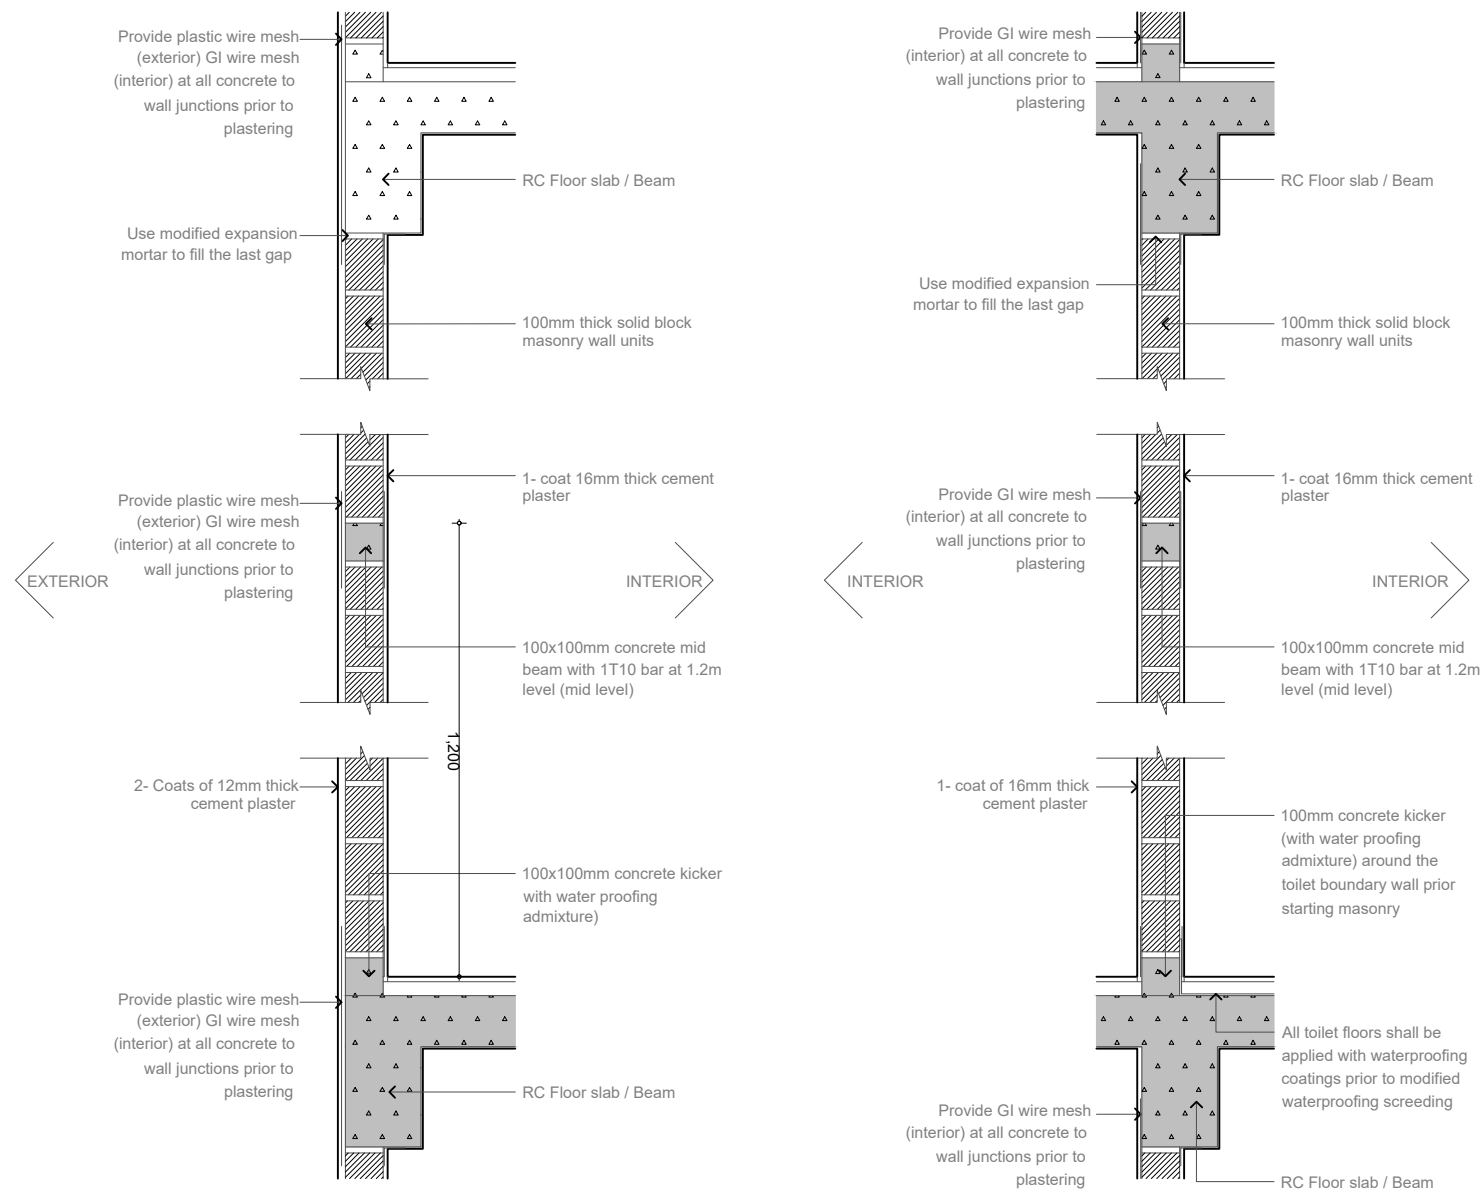 Provide plastic wire mesh
(exterior) GI wire mesh
(interior) at all concrete to
wall junctions prior to
plastering
RC Floor slab / Beam
Use modified expansion
mortar to fill the last gap
100mm thick solid block
masonry wall units
1- coat 16mm thick cement
plaster
Provide plastic wire mesh
(exterior) GI wire mesh
(interior) at all concrete to
wall junctions prior to
plastering
EXTERIOR
INTERIOR
100x100mm concrete mid
beam with 1T10 bar at 1.2m
level (mid level)
1,200
2- Coats of 12mm thick
cement plaster
100x100mm concrete kicker
with water proofing
admixture)
Provide plastic wire mesh
(exterior) GI wire mesh
(interior) at all concrete to
wall junctions prior to
plastering
RC Floor slab / Beam
Provide GI wire mesh
(interior) at all concrete to
wall junctions prior to
plastering
RC Floor slab / Beam
Use modified expansion
mortar to fill the last gap
100mm thick solid block
masonry wall units
1- coat 16mm thick cement
plaster
Provide GI wire mesh
(interior) at all concrete to
wall junctions prior to
plastering
INTERIOR
INTERIOR
100x100mm concrete mid
beam with 1T10 bar at 1.2m
level (mid level)
1- coat of 16mm thick
cement plaster
100mm concrete kicker
(with water proofing
admixture) around the
toilet boundary wall prior
starting masonry
All toilet floors shall be
applied with waterproofing
coatings prior to modified
waterproofing screeding
Provide GI wire mesh
(interior) at all concrete to
wall junctions prior to
plastering
RC Floor slab / Beam